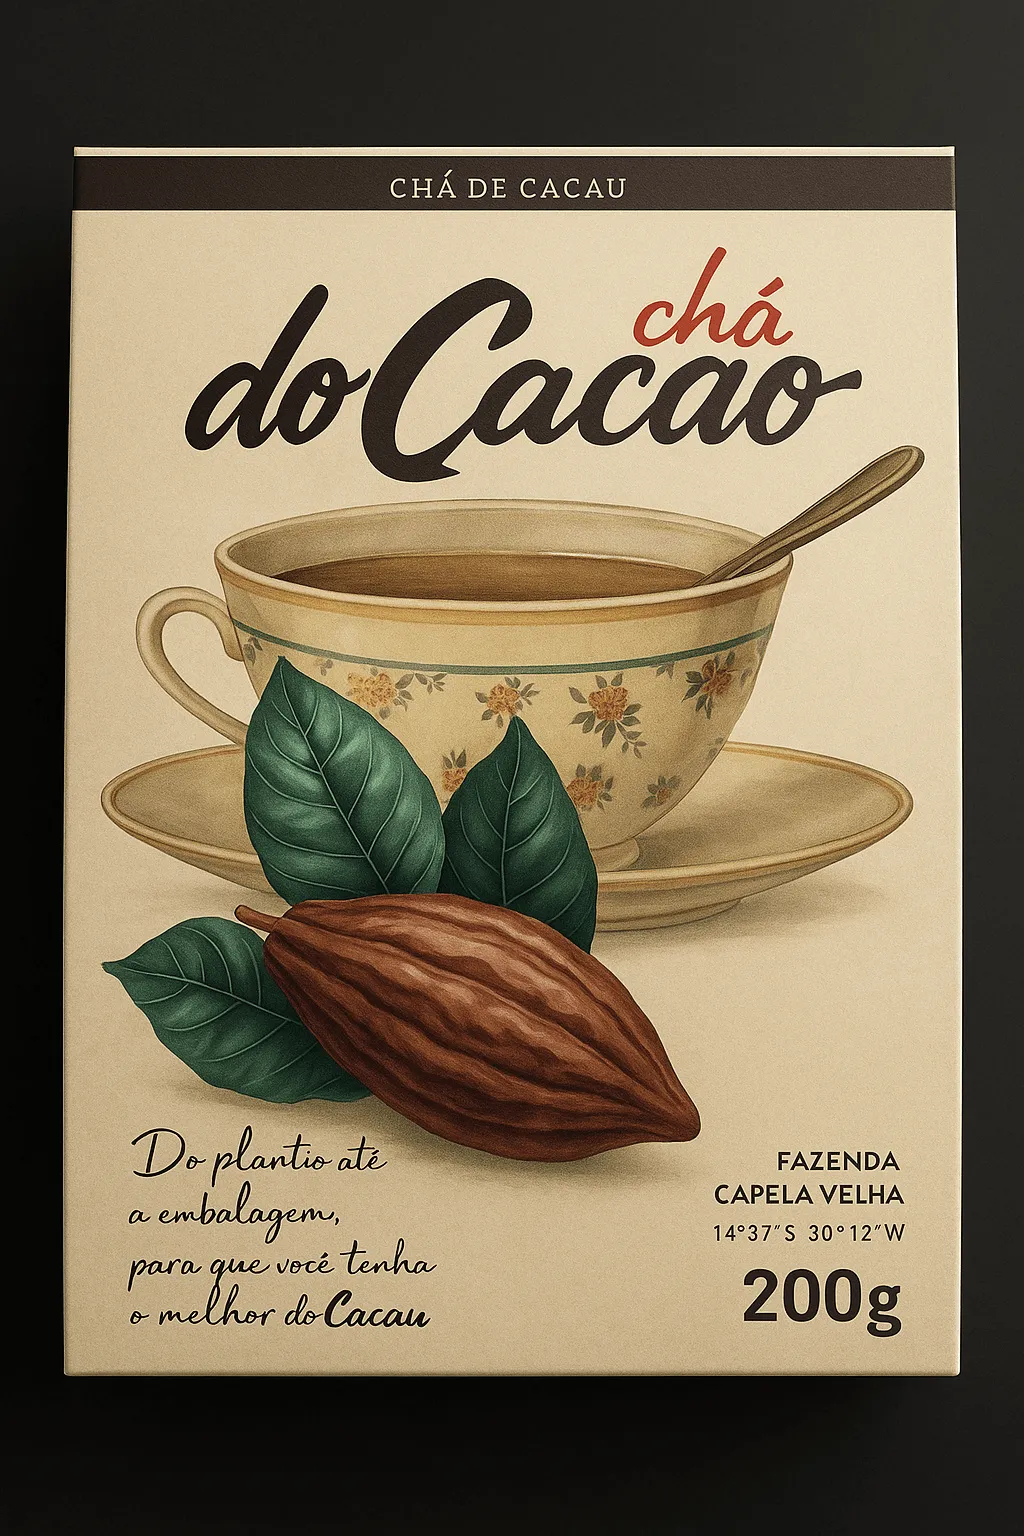 CHÁ DE CACAU
chá
do Cacao
Do plantio até
a embalagem,
para que você tenha
o melhor do Cacau
FAZENDA
CAPELA VELHA
14°37"S 30°12"W
200g